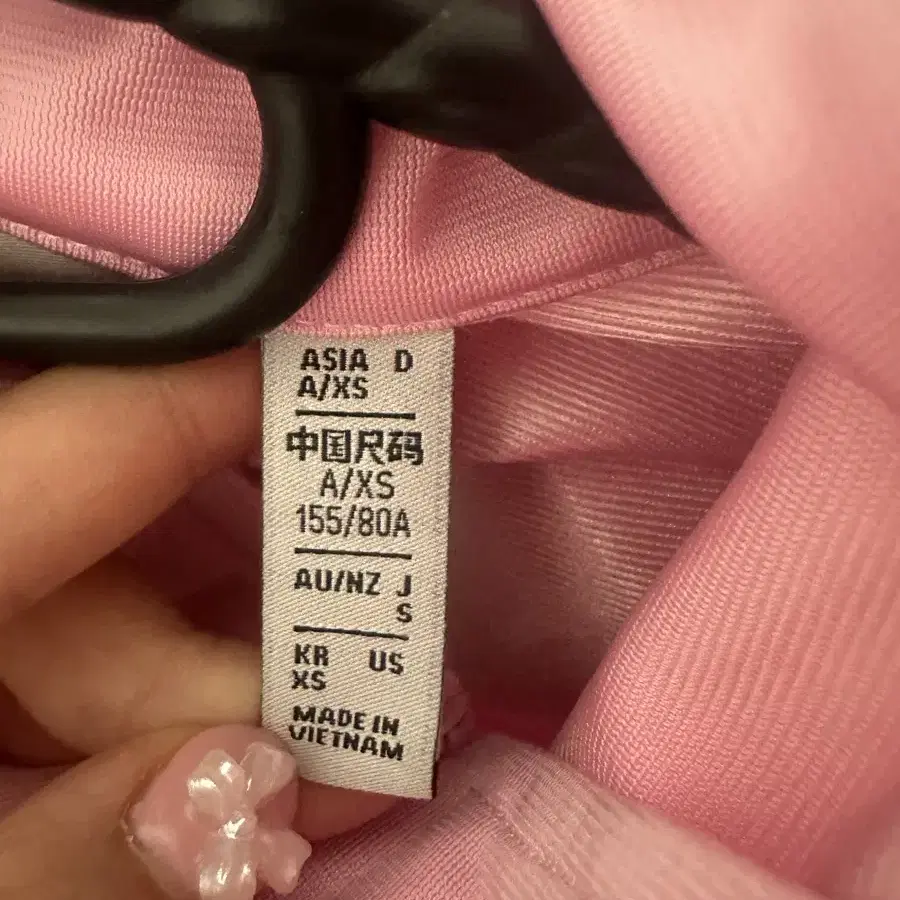 ASIA D
A/XS
中国尺码
A/XS
155/80A
AU/NZ J
S
KR US
XS
MADE IN
VIETNAM